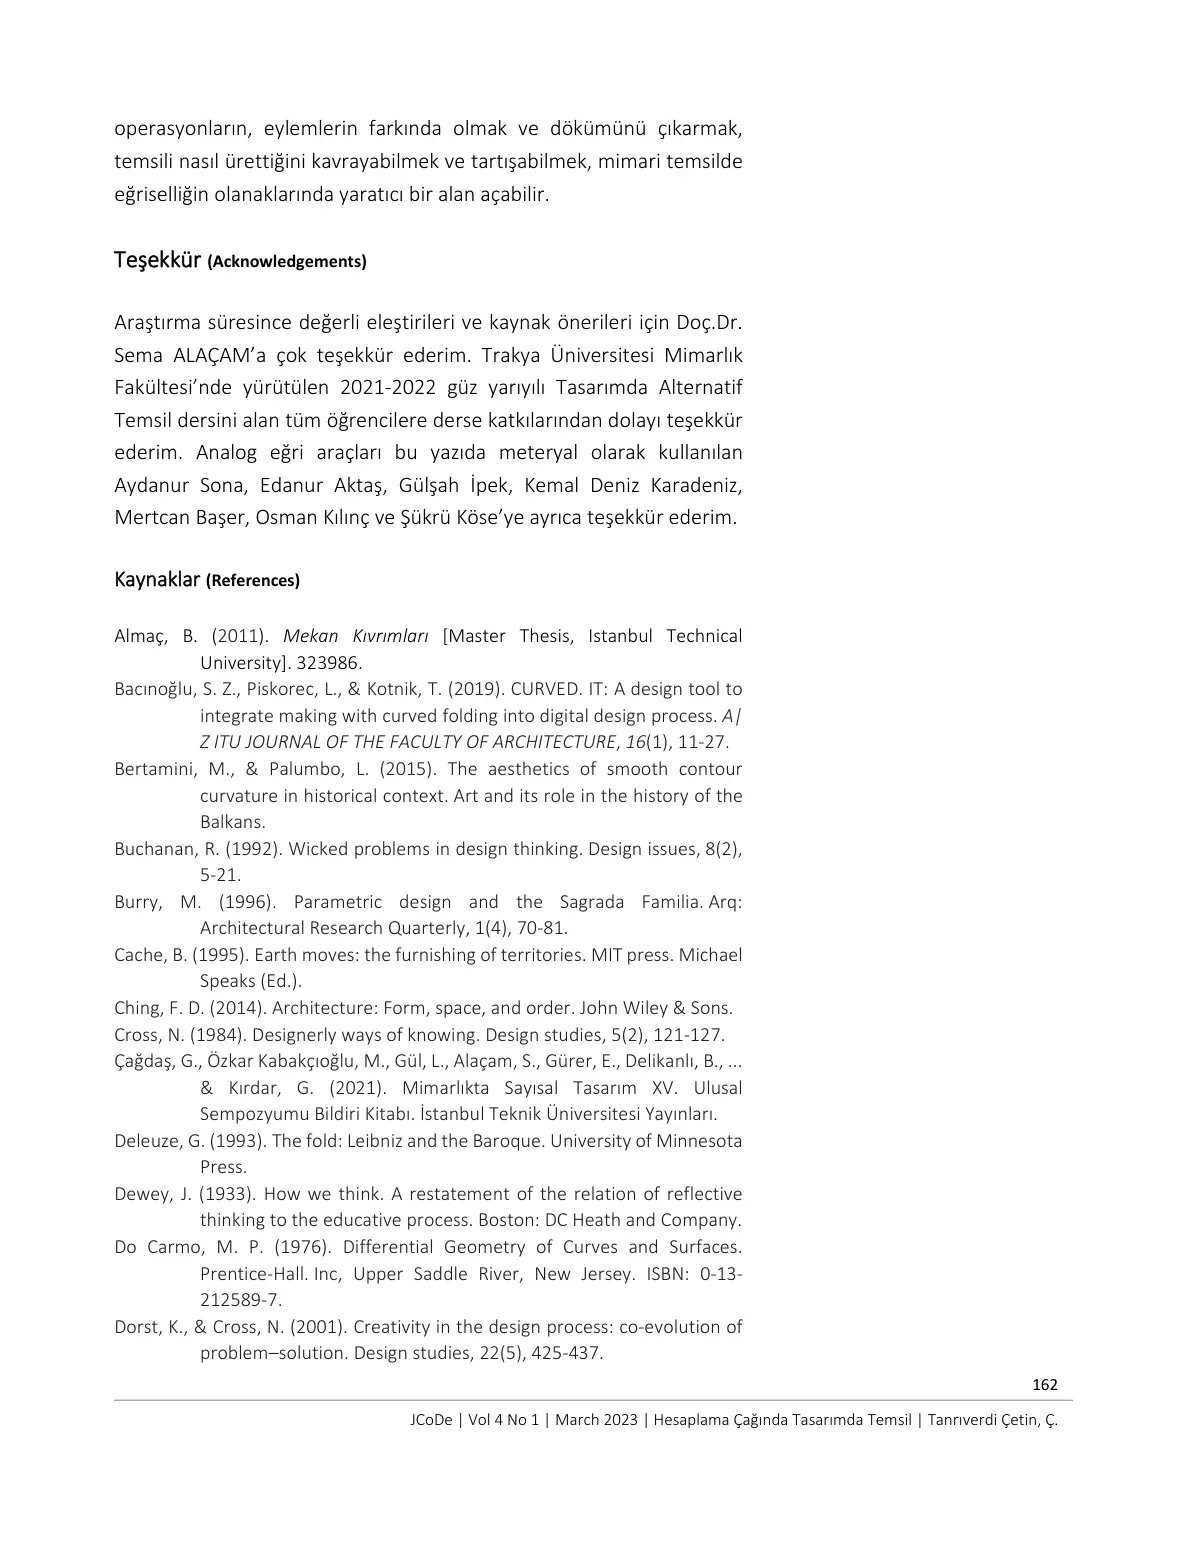 operasyonların, eylemlerin farkında olmak ve dökümünü çıkarmak,
temsili nasıl ürettiğini kavrayabilmek ve tartışabilmek, mimari temsilde
eğriselliğin olanaklarında yaratıcı bir alan açabilir.
Teşekkür (Acknowledgements)
Araştırma süresince değerli eleştirileri ve kaynak önerileri için Doç.Dr.
Sema ALAÇAM’a çok teşekkür ederim. Trakya Üniversitesi Mimarlık
Fakültesi’nde yürütülen 2021-2022 güz yarıyılı Tasarımda Alternatif
Temsil dersini alan tüm öğrencilere derse katkılarından dolayı teşekkür
ederim. Analog eğri araçları bu yazıda meteryal olarak kullanılan
Aydanur Sona, Edanur Aktaş, Gülşah İpek, Kemal Deniz Karadeniz,
Mertcan Başer, Osman Kılınç ve Şükrü Köse’ye ayrıca teşekkür ederim.
Kaynaklar (References)
Almaç, B. (2011). Mekan Kıvrımları [Master Thesis, Istanbul Technical
University]. 323986.
Bacınoğlu, S. Z., Piskorec, L., & Kotnik, T. (2019). CURVED. IT: A design tool to
integrate making with curved folding into digital design process. A|
Z ITU JOURNAL OF THE FACULTY OF ARCHITECTURE, 16(1), 11-27.
Bertamini, M., & Palumbo, L. (2015). The aesthetics of smooth contour
curvature in historical context. Art and its role in the history of the
Balkans.
Buchanan, R. (1992). Wicked problems in design thinking. Design issues, 8(2),
5-21.
Burry, M. (1996). Parametric design and the Sagrada Familia. Arq:
Architectural Research Quarterly, 1(4), 70-81.
Cache, B. (1995). Earth moves: the furnishing of territories. MIT press. Michael
Speaks (Ed.).
Ching, F. D. (2014). Architecture: Form, space, and order. John Wiley & Sons.
Cross, N. (1984). Designerly ways of knowing. Design studies, 5(2), 121-127.
Çağdaş, G., Özkar Kabakçıoğlu, M., Gül, L., Alaçam, S., Gürer, E., Delikanlı, B., ...
& Kırdar, G. (2021). Mimarlıkta Sayısal Tasarım XV. Ulusal
Sempozyumu Bildiri Kitabı. İstanbul Teknik Üniversitesi Yayınları.
Deleuze, G. (1993). The fold: Leibniz and the Baroque. University of Minnesota
Press.
Dewey, J. (1933). How we think. A restatement of the relation of reflective
thinking to the educative process. Boston: DC Heath and Company.
Do Carmo, M. P. (1976). Differential Geometry of Curves and Surfaces.
Prentice-Hall. Inc, Upper Saddle River, New Jersey. ISBN: 0-13-
212589-7.
Dorst, K., & Cross, N. (2001). Creativity in the design process: co-evolution of
problem–solution. Design studies, 22(5), 425-437.
162
JCoDe | Vol 4 No 1 | March 2023 | Hesaplama Çağında Tasarımda Temsil | Tanrıverdi Çetin, Ç.